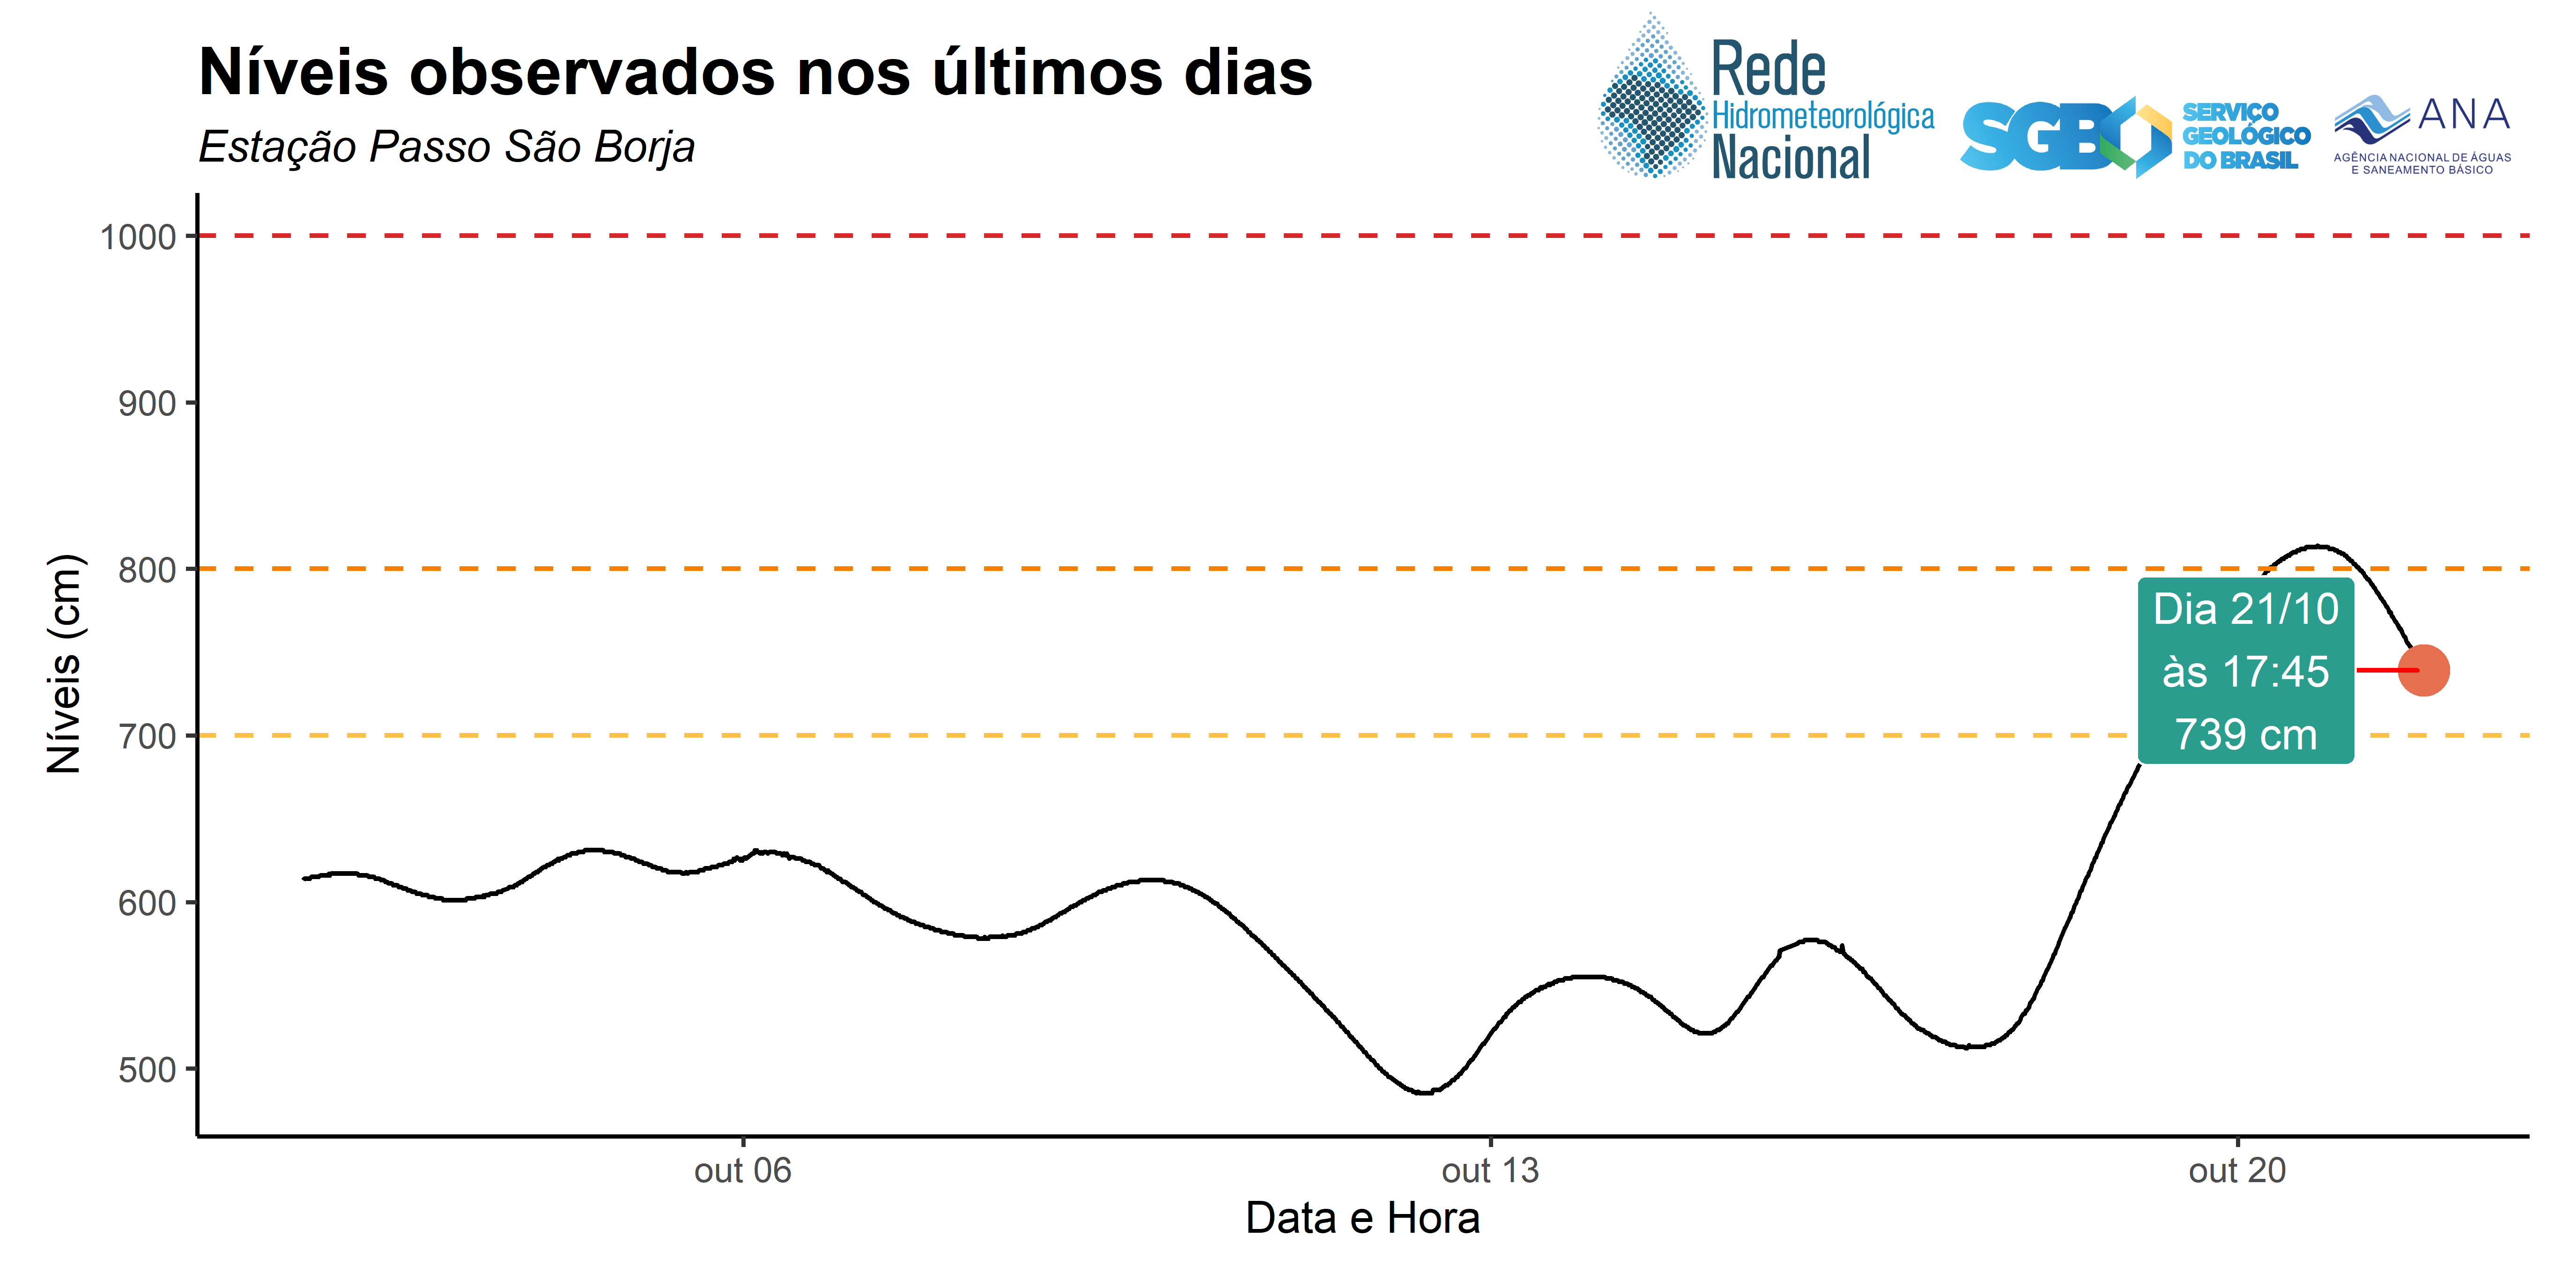 Níveis observados nos últimos dias
Estação Passo São Borja
Rede
Hidrometeorológica
Nacional
SGB
SERVIÇO
GEOLÓGICO
DO BRASIL
ANA
AGÊNCIA NACIONAL DE ÁGUAS
E SANEAMENTO BÁSICO
Níveis (cm)
1000
900
800
700
600
500
Dia 21/10
às 17:45
739 cm
out 06
out 13
out 20
Data e Hora